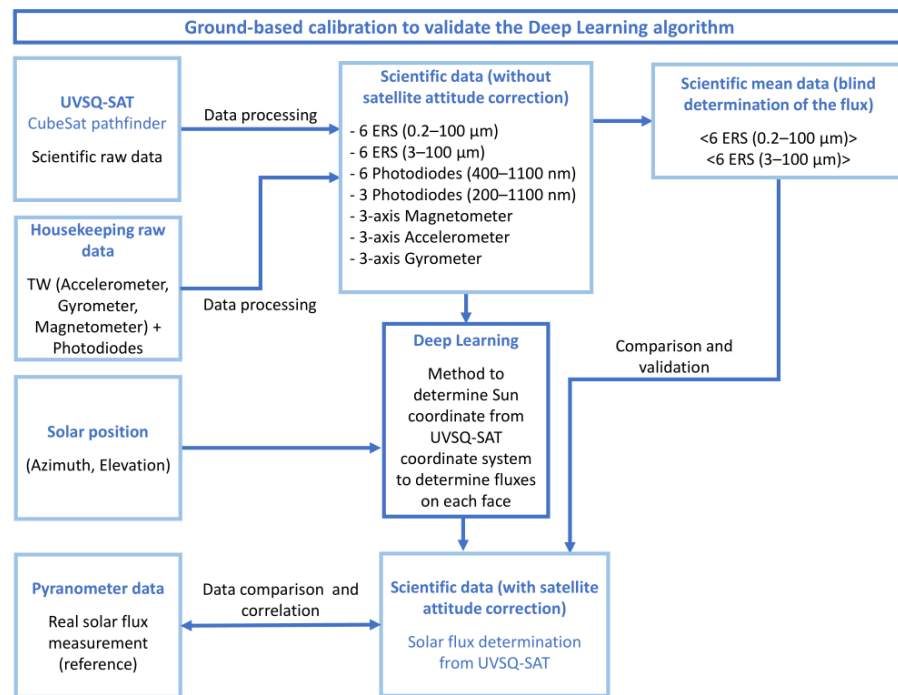 Ground-based calibration to validate the Deep Learning algorithm
UVSQ-SAT
CubeSat pathfinder
Scientific raw data
Data processing
Scientific data (without
satellite attitude correction)
- 6 ERS (0.2–100 µm)
- 6 ERS (3–100 µm)
- 6 Photodiodes (400–1100 nm)
- 3 Photodiodes (200–1100 nm)
- 3-axis Magnetometer
- 3-axis Accelerometer
- 3-axis Gyrometer
Scientific mean data (blind
determination of the flux)
<6 ERS (0.2–100 µm)>
<6 ERS (3–100 µm)>
Housekeeping raw
data
TW (Accelerometer,
Gyrometer,
Magnetometer) +
Photodiodes
Data processing
Deep Learning
Method to
determine Sun
coordinate from
UVSQ-SAT
coordinate system
to determine fluxes
on each face
Comparison and
validation
Solar position
(Azimuth, Elevation)
Pyranometer data
Real solar flux
measurement
(reference)
Data comparison and
correlation
Scientific data (with satellite
attitude correction)
Solar flux determination
from UVSQ-SAT